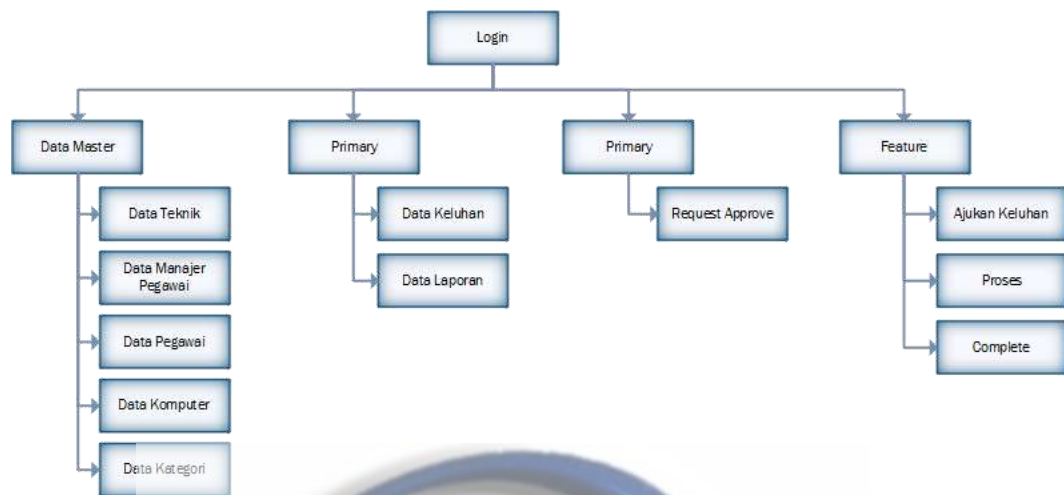 Login
Data Master
Primary
Primary
Feature
Data Teknik
Data Manajer
Pegawai
Data Pegawai
Data Komputer
Data Kategori
Data Keluhan
Data Laporan
Request Approve
Ajukan Keluhan
Proses
Complete